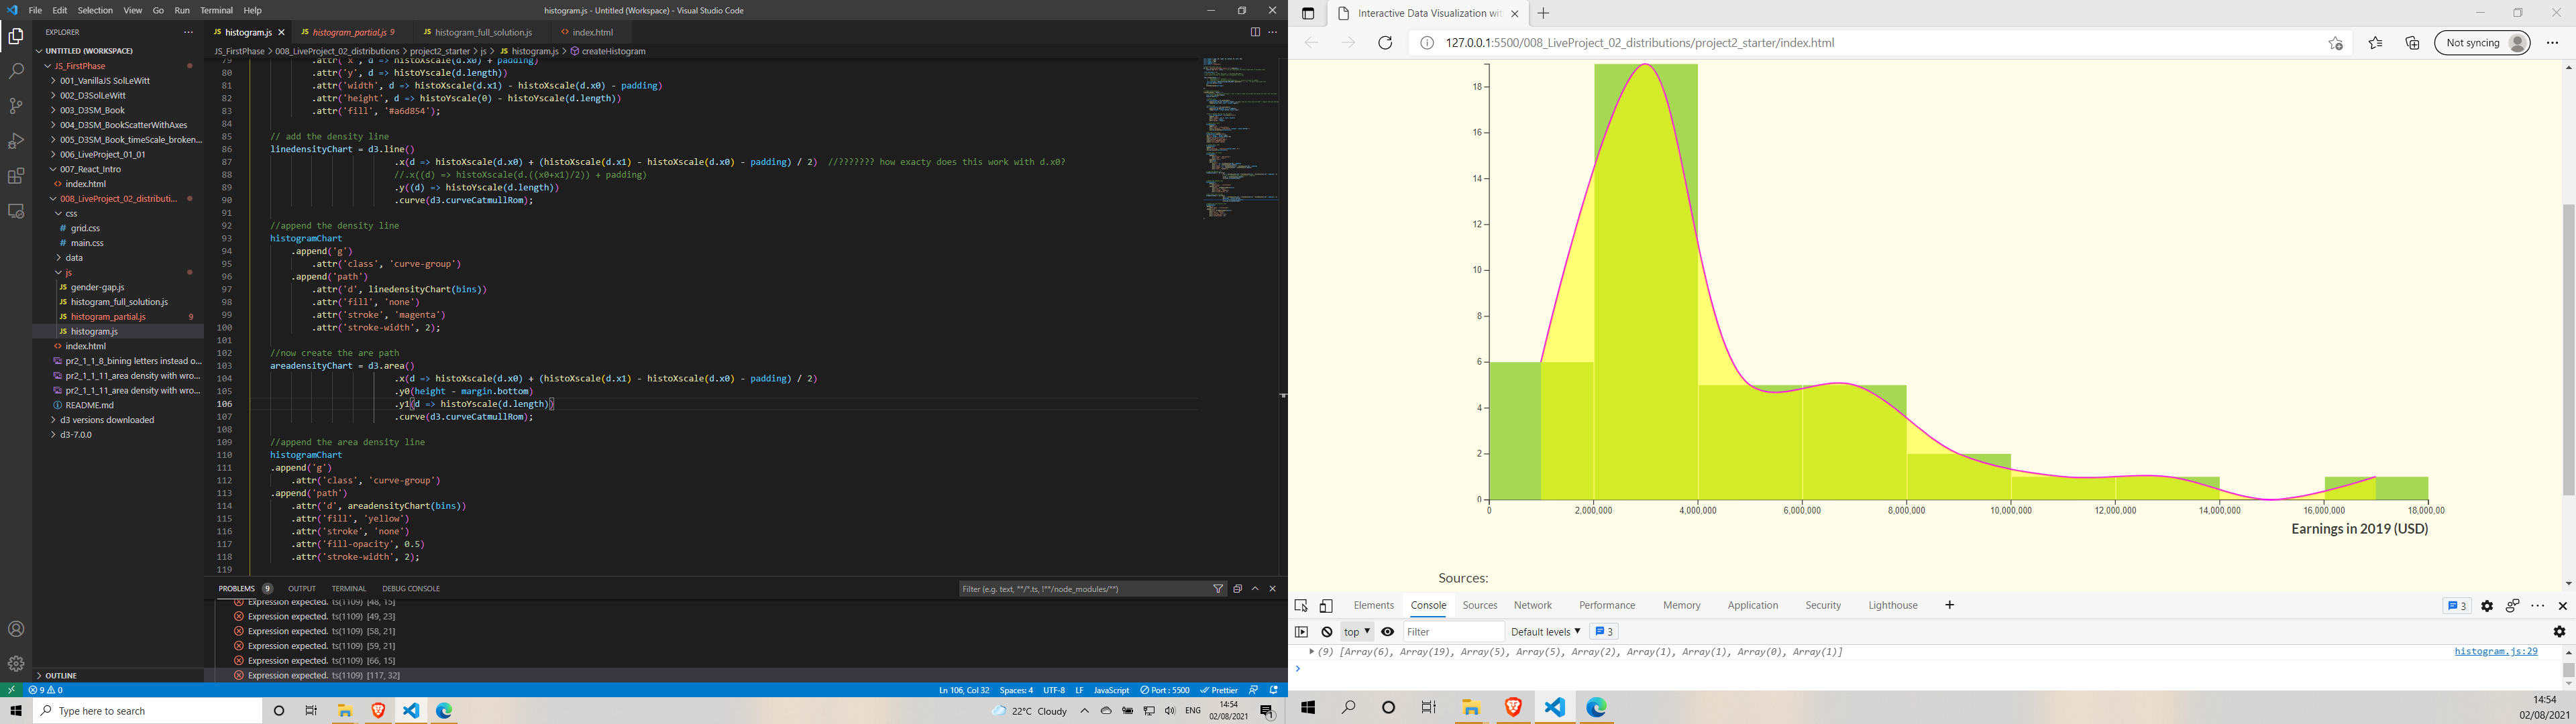 File Edit Selection View Go Run Terminal Help
histogram.js - Untitled (Workspace) - Visual Studio Code
EXPLORER
UNTITLED (WORKSPACE)
JS_FirstPhase
001_VanillaJS SolLeWitt
002_D3SolLeWitt
003_D3SM_Book
004_D3SM_BookScatterWithAxes
005_D3SM_Book_timeScale_broken...
006_LiveProject_01_01
007_React_Intro
index.html
008_LiveProject_02_distributi...
css
grid.css
main.css
data
js
gender-gap.js
histogram_full_solution.js
histogram_partial.js 9
histogram.js
index.html
pr2_1_1_8_bining letters instead o...
pr2_1_1_11_area density with wro...
pr2_1_1_11_area density with wro...
README.md
d3 versions downloaded
d3-7.0.0
OUTLINE
histogram.js histogram_partial.js 9 histogram_full_solution.js index.html
JS_FirstPhase > 008_LiveProject_02_distributions > project2_starter > js > histogram.js > createHistogram
79 .attr('x', d => histoXscale(d.x0) + padding)
80 .attr('y', d => histoYscale(d.length))
81 .attr('width', d => histoXscale(d.x1) - histoXscale(d.x0) - padding)
82 .attr('height', d => histoYscale(0) - histoYscale(d.length))
83 .attr('fill', '#a6d854');
84
85 // add the density line
86 linedensityChart = d3.line()
87 .x(d => histoXscale(d.x0) + (histoXscale(d.x1) - histoXscale(d.x0) - padding) / 2) //??????? how exacty does this work with d.x0?
88 //.x((d) => histoXscale(d.((x0+x1)/2)) + padding)
89 .y((d) => histoYscale(d.length))
90 .curve(d3.curveCatmullRom);
91
92 //append the density line
93 histogramChart
94 .append('g')
95 .attr('class', 'curve-group')
96 .append('path')
97 .attr('d', linedensityChart(bins))
98 .attr('fill', 'none')
99 .attr('stroke', 'magenta')
100 .attr('stroke-width', 2);
101
102 //now create the are path
103 areadensityChart = d3.area()
104 .x(d => histoXscale(d.x0) + (histoXscale(d.x1) - histoXscale(d.x0) - padding) / 2)
105 .y0(height - margin.bottom)
106 .y1(d => histoYscale(d.length))
107 .curve(d3.curveCatmullRom);
108
109 //append the area density line
110 histogramChart
111 .append('g')
112 .attr('class', 'curve-group')
113 .append('path')
114 .attr('d', areadensityChart(bins))
115 .attr('fill', 'yellow')
116 .attr('stroke', 'none')
117 .attr('fill-opacity', 0.5)
118 .attr('stroke-width', 2);
119
PROBLEMS 9 OUTPUT TERMINAL DEBUG CONSOLE
Filter (e.g. text, **/*.ts, !**/node_modules/**)
Expression expected. ts(1109) [48, 15]
Expression expected. ts(1109) [49, 23]
Expression expected. ts(1109) [58, 21]
Expression expected. ts(1109) [59, 21]
Expression expected. ts(1109) [66, 15]
Expression expected. ts(1109) [117, 32]
9 0
Ln 106, Col 32 Spaces: 4 UTF-8 LF JavaScript Port : 5500 Prettier
Type here to search
22°C Cloudy ENG
14:54
02/08/2021
1
Interactive Data Visualization wit
127.0.0.1:5500/008_LiveProject_02_distributions/project2_starter/index.html
Not syncing
18
16
14
12
10
8
6
4
2
0
0 2,000,000 4,000,000 6,000,000 8,000,000 10,000,000 12,000,000 14,000,000 16,000,000 18,000,00
Earnings in 2019 (USD)
Sources:
Elements Console Sources Network Performance Memory Application Security Lighthouse
3
top Filter Default levels 3
(9) [Array(6), Array(19), Array(5), Array(5), Array(2), Array(1), Array(1), Array(0), Array(1)]
histogram.js:29
14:54
02/08/2021